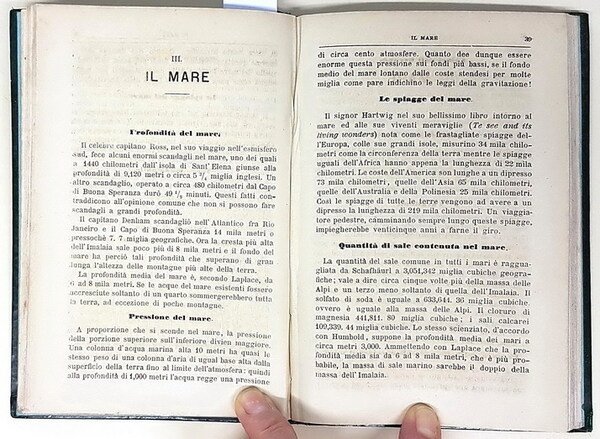 III.
IL MARE
Profondità del mare.
Il celebre capitano Ross, nel suo viaggio nell'esmisfero
sud, fece alcuni enormi scandagli nel mare, uno dei quali
a 1440 chilometri dall'isola di Sant'Elena giunse alla
profondità di 9,120 metri o circa 5 ³/₄ miglia inglesi. Un
altro scandaglio, operato a circa 480 chilometri dal Capo
di Buona Speranza durò 49 minuti. Questi fatti con-
traddicono all'opinione comune che non si possono fare
scandagli a grandi profondità.
Il capitano Denham scandagliò nell'Atlantico fra Rio
Janeiro e il Capo di Buona Speranza 14 mila metri o
pressochè 7. 7 miglia geografiche. Ora la cresta più alta
dell'Imalaia sale poco più di 8 mila metri e il fondo del
mare ha perciò tali profondità che superano di gran
lunga l'altezza delle montagne più alte della terra.
La profondità media del mare è, secondo Laplace, da
6 ad 8 mila metri. Se le acque del mare esistenti fossero
accresciute soltanto di un quarto sommergerebbero tutta
la terra, ad eccezione di poche montagne.
Pressione del mare.
A proporzione che si scende nel mare, la pressione
della porzione superiore sull'inferiore divien maggiore.
Una colonna d'acqua marina alta 10 metri ha quasi lo
stesso peso di una colonna d'aria di ugual base alta dalla
superficio della terra fino al limite dell'atmosfera: quindi
alla profondità di 1,000 metri l'acqua regge una pressione
IL MARE 39
di circa cento atmosfere. Quanto dee dunque essere
enorme questa pressione sui fondi più bassi, se il fondo
medio del mare lontano dalle coste stendesi per molte
miglia come pare indichino le leggi della gravitazione!
Le spiagge del mare.
Il signor Hartwig nel suo bellissimo libro intorno al
mare ed alle sue viventi meraviglie (Te see and its
living wonders) nota come le frastagliate spiagge del-
l'Europa, colle sue grandi isole, misurino 34 mila chilo-
metri come la circonferenza della terra mentre le spiagge
uguali dell'Africa hanno appena la lunghezza di 22 mila
chilometri. Le coste dell'America son lunghe a un dipresso
73 mila chilometri, quelle dell'Asia 65 mila chilometri,
quelle dell'Australia e della Polinesia 25 mila chilometri.
Così le spiagge di tutte le terre vengono ad avere a un
dipresso la lunghezza di 219 mila chilometri. Un viaggia-
tore pedestre, camminando sempre lungo queste spiagge,
impiegherebbe venticinque anni a farne il giro.
Quantità di sale contenuta nel mare.
La quantità del sale comune in tutti i mari è raggua-
gliata da Schafhäurl a 3,051,342 miglia cubiche geogra-
fiche; vale a dire circa cinque volte più della massa delle
Alpi e un terzo meno soltanto di quella dell'Imalaia. Il
solfato di soda è uguale a 633,644, 36 miglia cubiche,
ovvero è uguale alla massa delle Alpi. Il cloruro di
magnesia 441,811. 80 miglia cubiche; i sali calcarei
109,339. 44 miglia cubiche. Lo stesso scienziato, d'accordo
con Humbold, suppone la profondità media dei mari a
circa metri 3,000. Ammettendo con Laplace che la pro-
fondità media sia da 6 ad 8 mila metri, che è più pro-
babile, la massa di sale marino sarebbe il doppio della
massa dell'Imalaia.